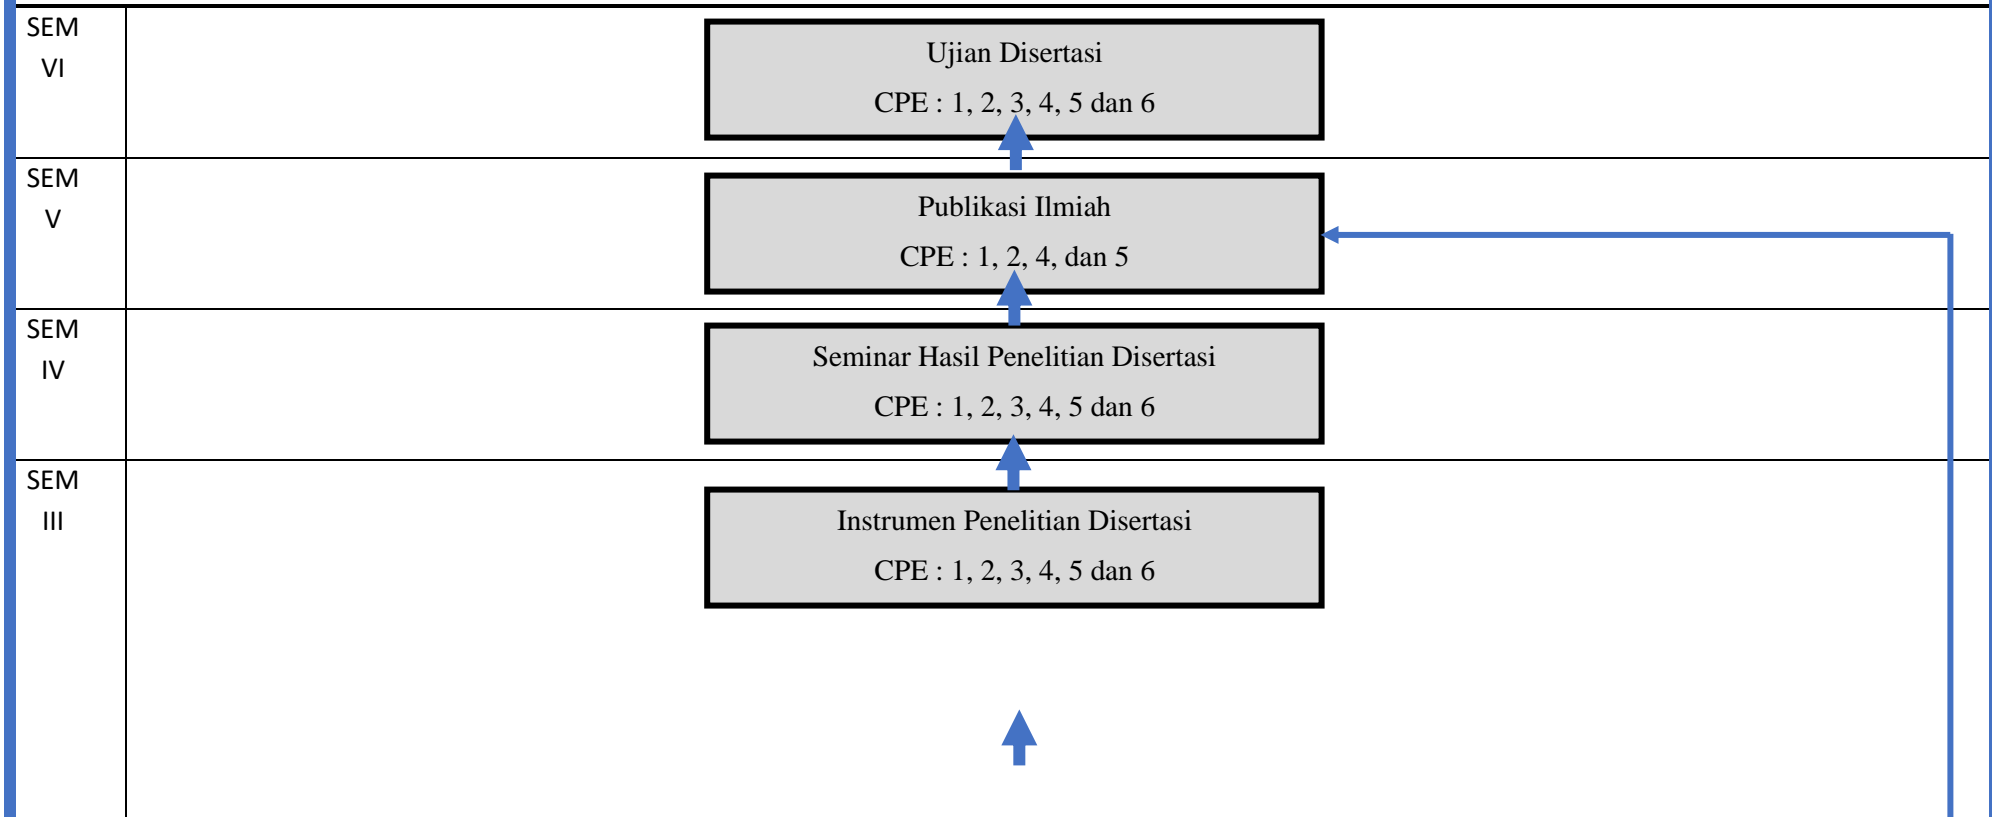 SEM
VI
Ujian Disertasi
CPE : 1, 2, 3, 4, 5 dan 6
SEM
V
Publikasi Ilmiah
CPE : 1, 2, 4, dan 5
SEM
IV
Seminar Hasil Penelitian Disertasi
CPE : 1, 2, 3, 4, 5 dan 6
SEM
III
Instrumen Penelitian Disertasi
CPE : 1, 2, 3, 4, 5 dan 6